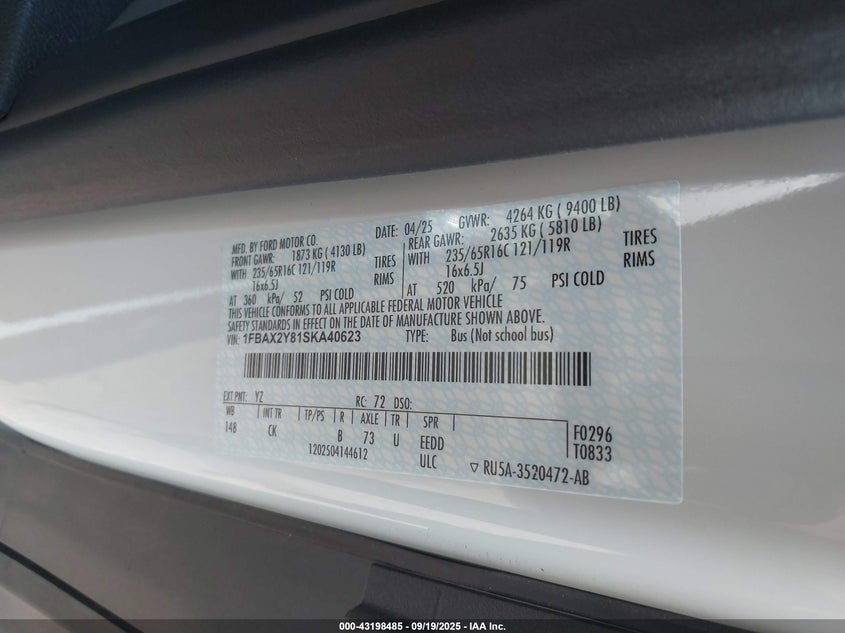 MFD. BY FORD MOTOR CO.
DATE: 04/25 GVWR: 4264 KG ( 9400 LB)
FRONT GAWR: 1873 KG ( 4130 LB) REAR GAWR: 2635 KG ( 5810 LB)
WITH 235/65R16C 121/119R TIRES WITH 235/65R16C 121/119R TIRES
16x6.5J RIMS 16x6.5J RIMS
AT 360 kPa/ 52 PSI COLD AT 520 kPa/ 75 PSI COLD
THIS VEHICLE CONFORMS TO ALL APPLICABLE FEDERAL MOTOR VEHICLE
SAFETY STANDARDS IN EFFECT ON THE DATE OF MANUFACTURE SHOWN ABOVE.
VIN: 1FBAX2Y81SKA40623 TYPE: Bus (Not school bus)
EXT PNT: YZ RC: 72 DSO:
WB INT TR TP/PS R AXLE TR SPR
148 CK B 73 U EEDD
F0296
T0833
1202504144612 ULC ▽ RU5A-3520472-AB
000-43198485 - 09/19/2025 - IAA Inc.